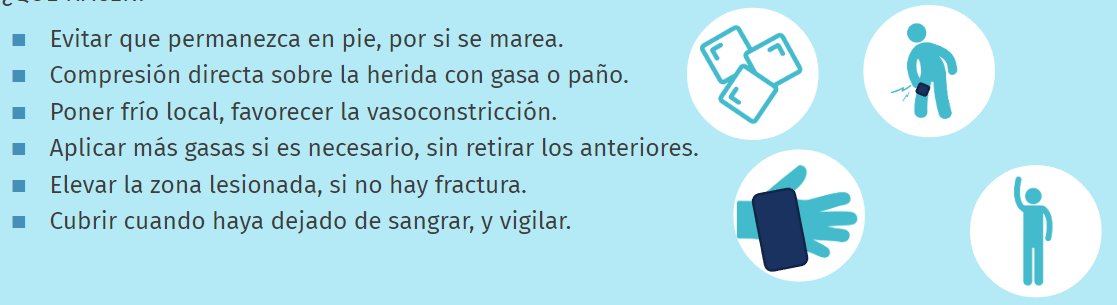 Evitar que permanezca en pie, por si se marea.
Compresión directa sobre la herida con gasa o paño.
Poner frío local, favorecer la vasoconstricción.
Aplicar más gasas si es necesario, sin retirar los anteriores.
Elevar la zona lesionada, si no hay fractura.
Cubrir cuando haya dejado de sangrar, y vigilar.